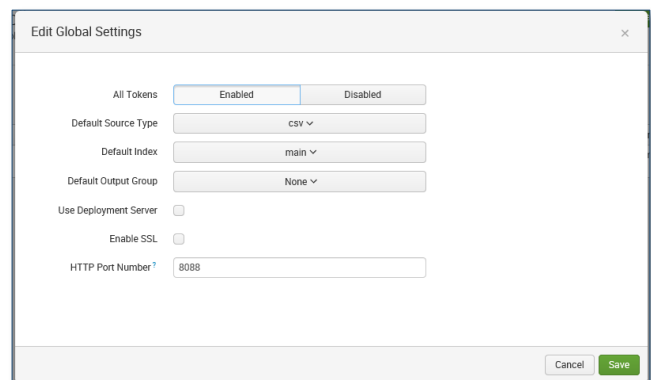 Edit Global Settings ×
All Tokens Enabled Disabled
Default Source Type csv
Default Index main
Default Output Group None
Use Deployment Server
Enable SSL
HTTP Port Number ? 8088
Cancel Save